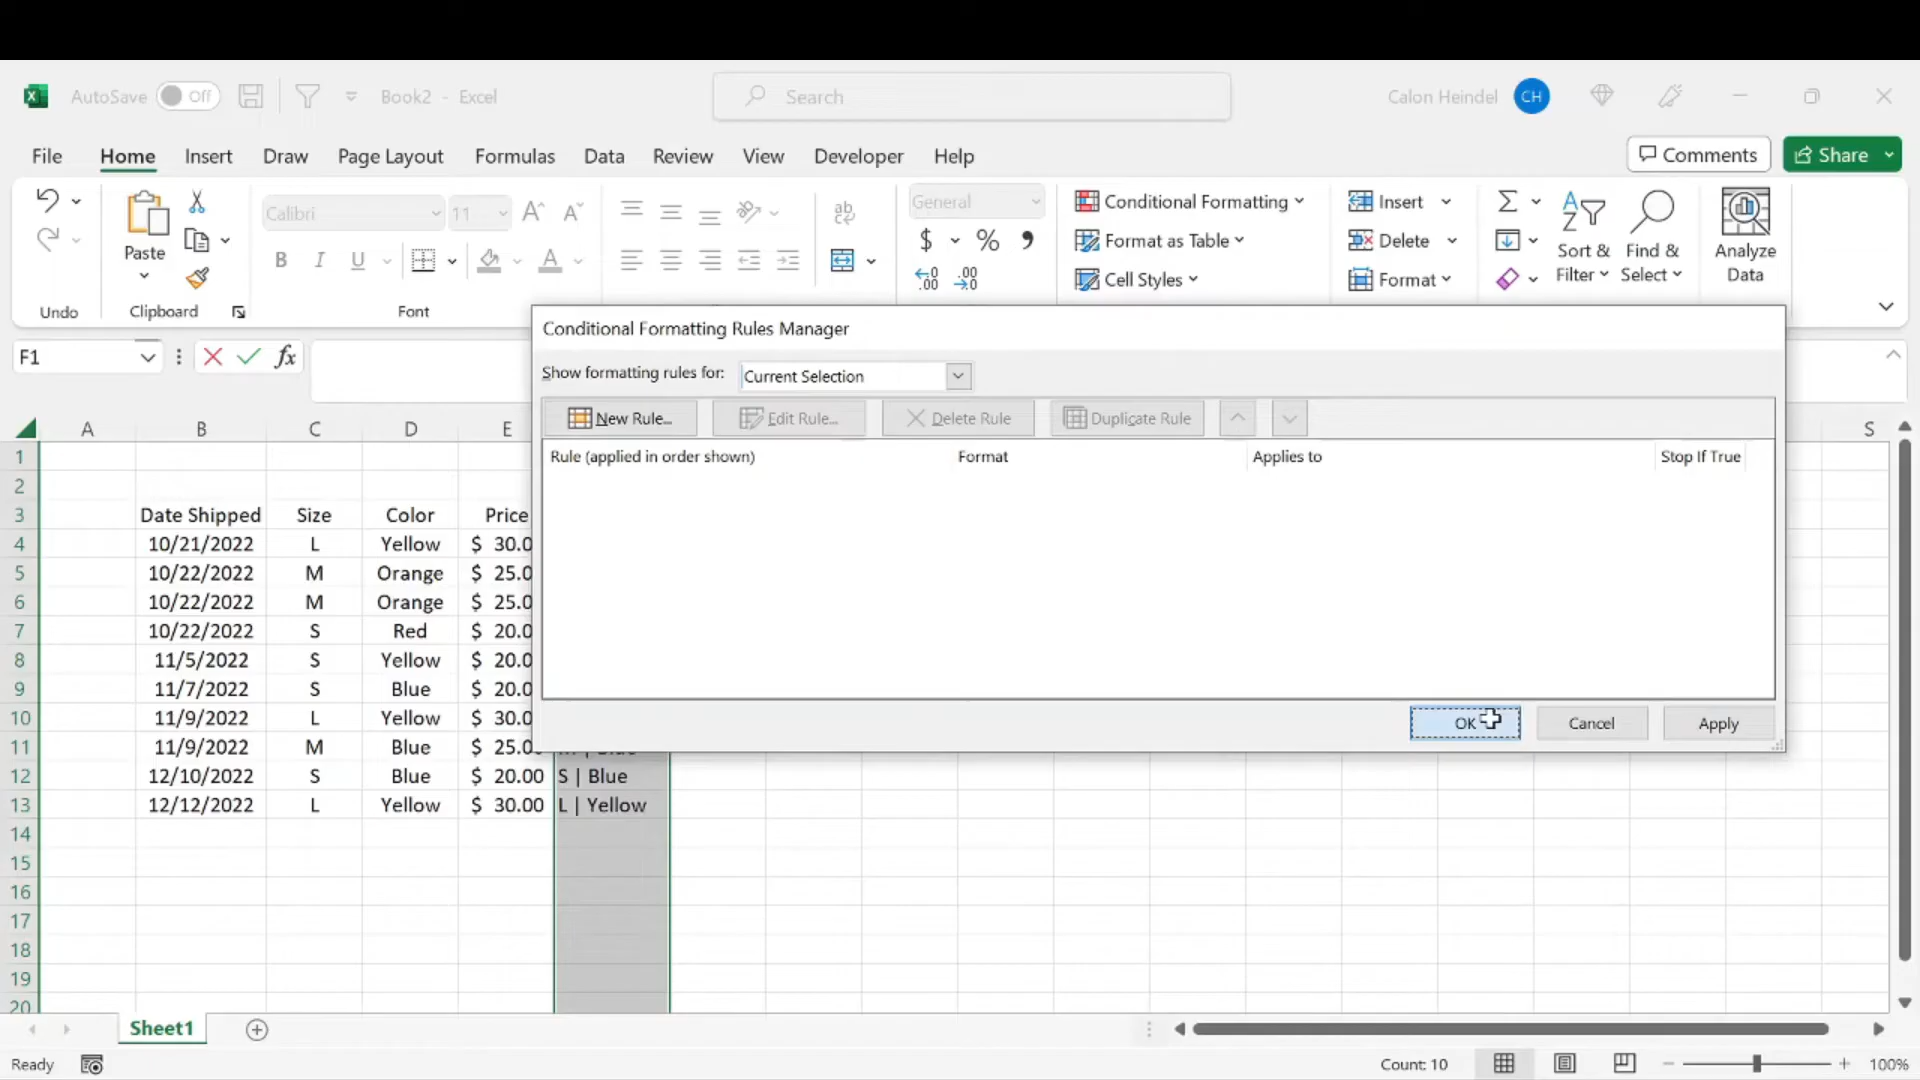 AutoSave Off Book2 - Excel Search Calon Heindel CH
File Home Insert Draw Page Layout Formulas Data Review View Developer Help Comments Share
Calibri 11 General Conditional Formatting Insert
Paste B I U $ % Format as Table Delete Sort & Filter Find & Select Analyze Data
Cell Styles Format
Undo Clipboard Font
Conditional Formatting Rules Manager
F1 fx
Show formatting rules for: Current Selection
New Rule... Edit Rule... Delete Rule Duplicate Rule
A B C D E S
Rule (applied in order shown) Format Applies to Stop If True
1
2
3 Date Shipped Size Color Price
4 10/21/2022 L Yellow $ 30.0
5 10/22/2022 M Orange $ 25.0
6 10/22/2022 M Orange $ 25.0
7 10/22/2022 S Red $ 20.0
8 11/5/2022 S Yellow $ 20.0
9 11/7/2022 S Blue $ 20.0
10 11/9/2022 L Yellow $ 30.0
OK Cancel Apply
11 11/9/2022 M Blue $ 25.00
12 12/10/2022 S Blue $ 20.00 S | Blue
13 12/12/2022 L Yellow $ 30.00 L | Yellow
14
15
16
17
18
19
20
Sheet1
Ready Count: 10 100%